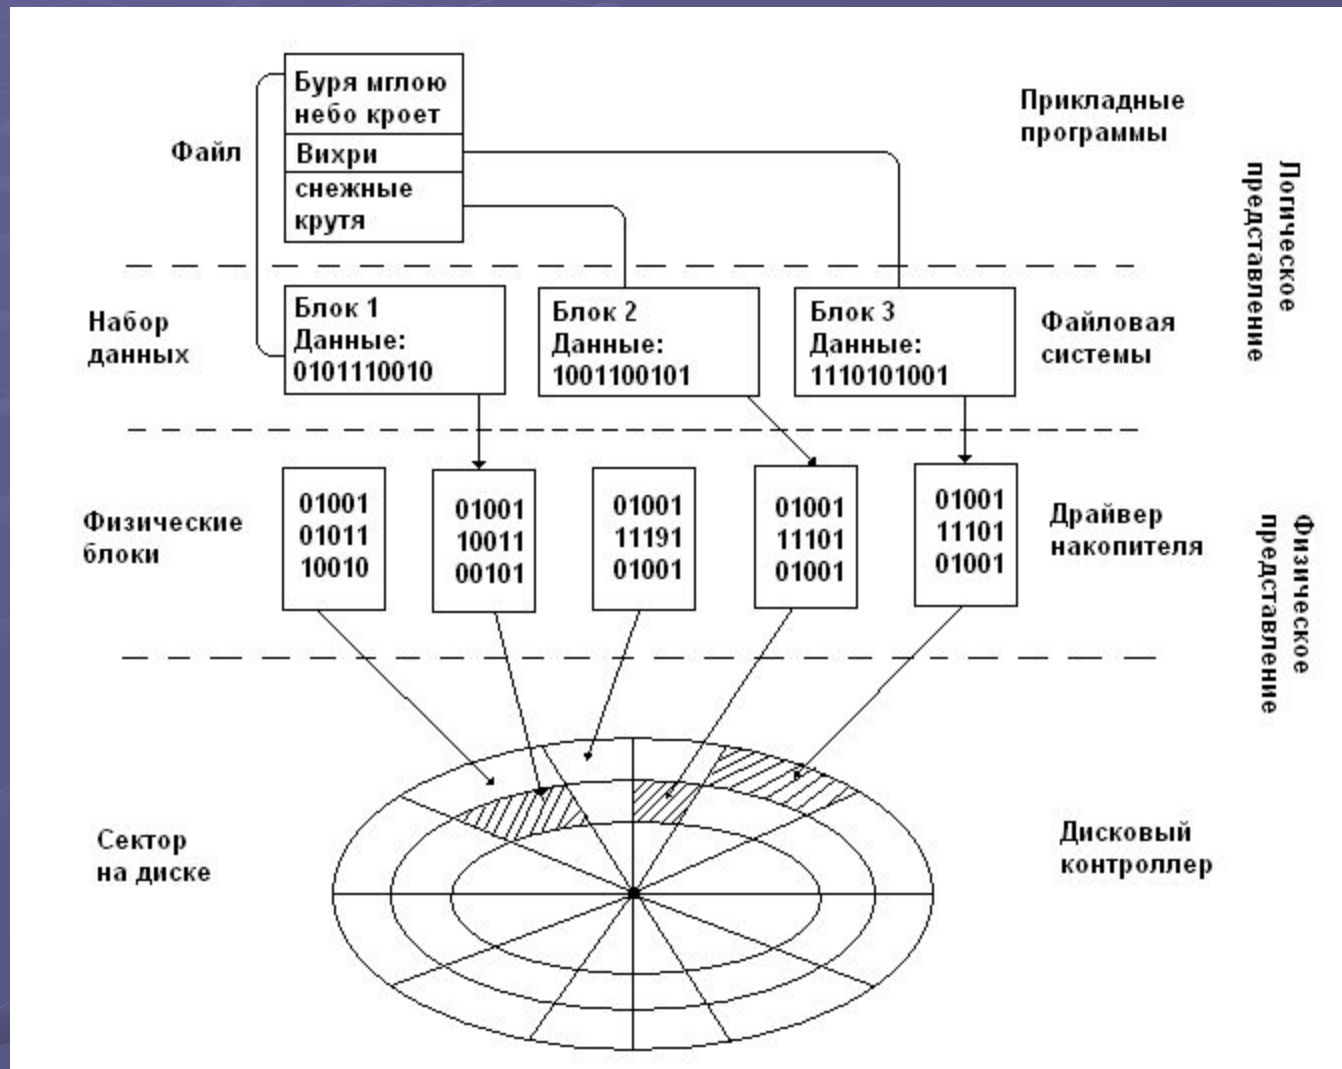 Буря мглою
небо кроет
Вихри
снежные
крутя
Файл
Прикладные
программы
Логическое
представление
Набор
данных
Блок 1
Данные:
0101110010
Блок 2
Данные:
1001100101
Блок 3
Данные:
1110101001
Файловая
системы
Физические
блоки
01001
01011
10010
01001
10011
00101
01001
11191
01001
01001
11101
01001
01001
11101
01001
Драйвер
накопителя
Физическое
представление
Сектор
на диске
Дисковый
контроллер